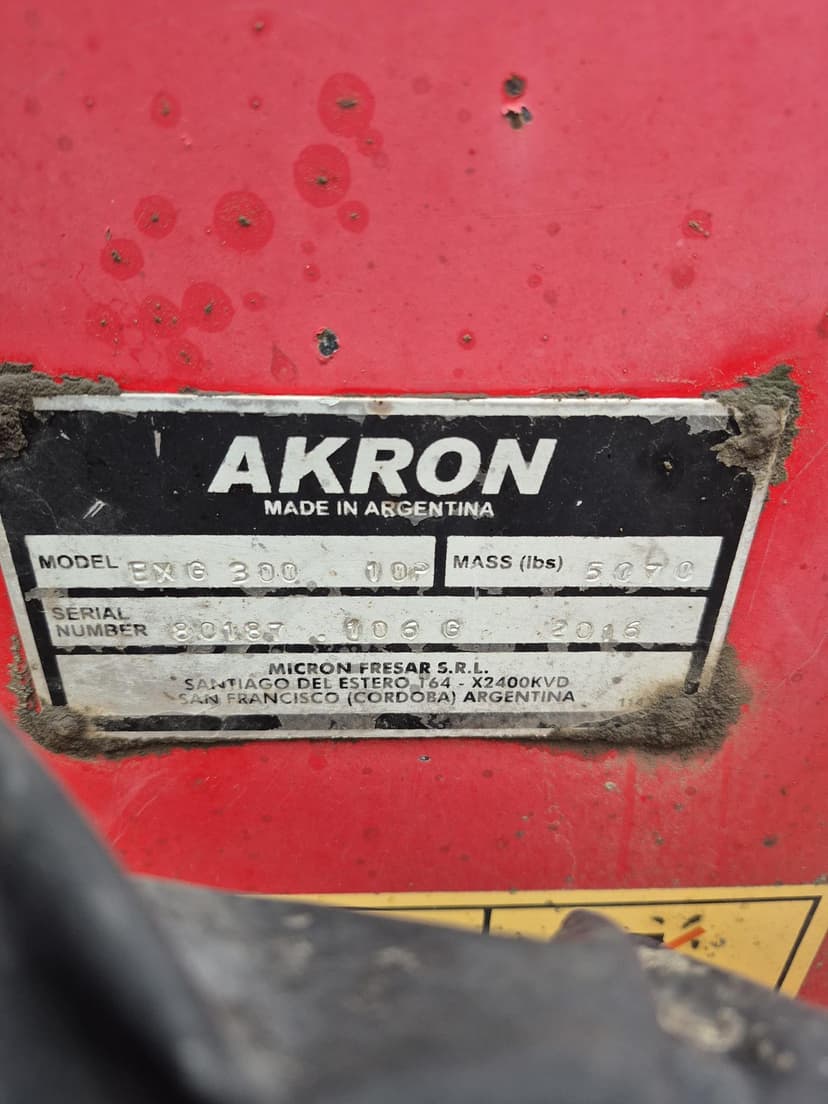 AKRON
MADE IN ARGENTINA
MODEL EXG 300 10P MASS (lbs) 5070
SERIAL
NUMBER 80187 106 G 2016
MICRON FRESAR S.R.L.
SANTIAGO DEL ESTERO 164 - X2400KVD
SAN FRANCISCO (CORDOBA) ARGENTINA